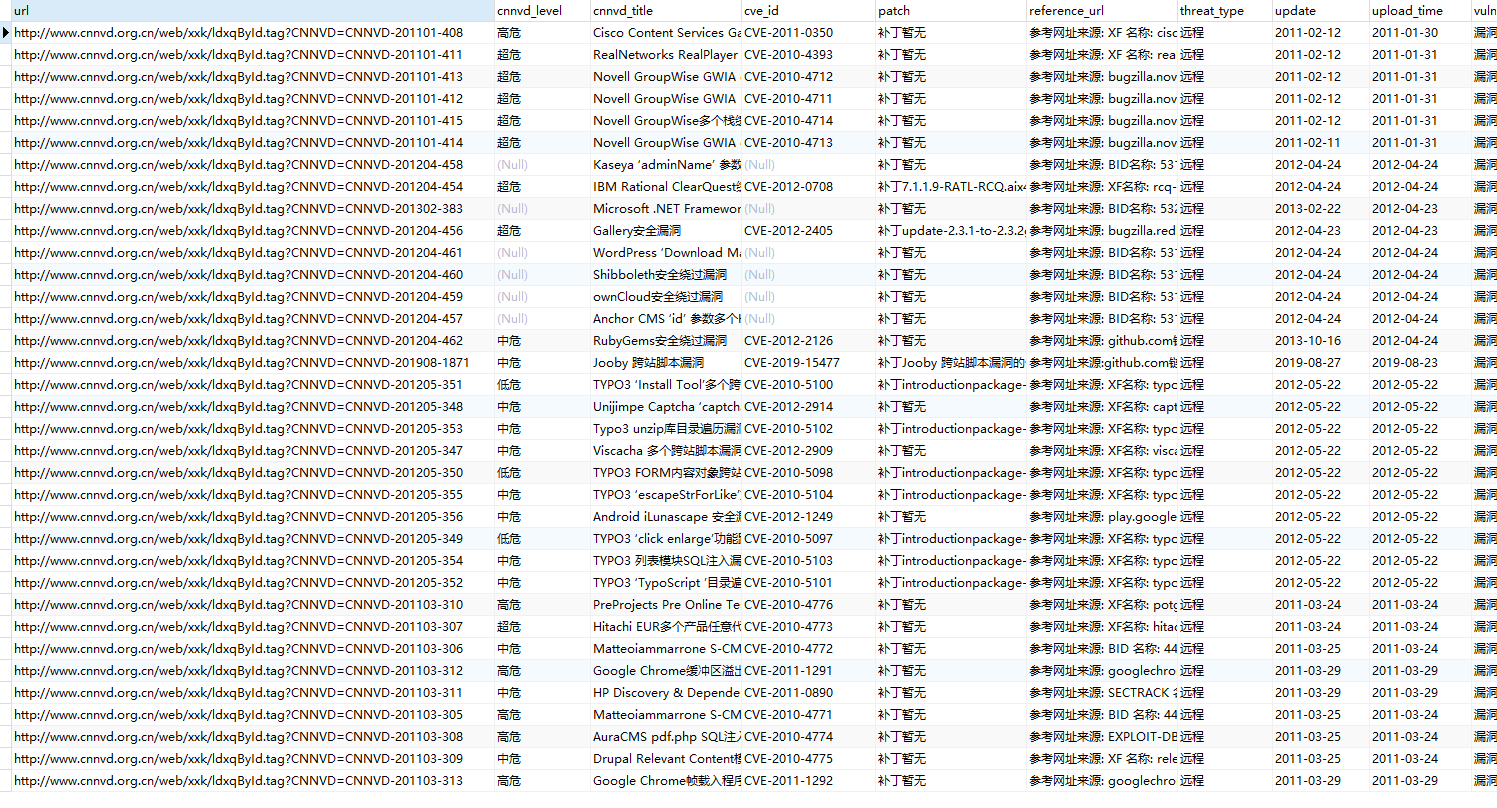 url cnnvd_level cnnvd_title cve_id patch reference_url threat_type update upload_time vuln
http://www.cnnvd.org.cn/web/xxk/ldxqById.tag?CNNVD=CNNVD-201101-408 高危 Cisco Content Services Ga CVE-2011-0350 补丁暂无 参考网址来源: XF 名称: cisc 远程 2011-02-12 2011-01-30 漏洞
http://www.cnnvd.org.cn/web/xxk/ldxqById.tag?CNNVD=CNNVD-201101-411 超危 RealNetworks RealPlayer CVE-2010-4393 补丁暂无 参考网址来源: XF 名称: rea 远程 2011-02-12 2011-01-31 漏洞
http://www.cnnvd.org.cn/web/xxk/ldxqById.tag?CNNVD=CNNVD-201101-413 超危 Novell GroupWise GWIA CVE-2010-4712 补丁暂无 参考网址来源: bugzilla.nov 远程 2011-02-12 2011-01-31 漏洞
http://www.cnnvd.org.cn/web/xxk/ldxqById.tag?CNNVD=CNNVD-201101-412 超危 Novell GroupWise GWIA CVE-2010-4711 补丁暂无 参考网址来源: bugzilla.nov 远程 2011-02-12 2011-01-31 漏洞
http://www.cnnvd.org.cn/web/xxk/ldxqById.tag?CNNVD=CNNVD-201101-415 超危 Novell GroupWise多个栈 CVE-2010-4714 补丁暂无 参考网址来源: bugzilla.nov 远程 2011-02-12 2011-01-31 漏洞
http://www.cnnvd.org.cn/web/xxk/ldxqById.tag?CNNVD=CNNVD-201101-414 超危 Novell GroupWise GWIA CVE-2010-4713 补丁暂无 参考网址来源: bugzilla.nov 远程 2011-02-11 2011-01-31 漏洞
http://www.cnnvd.org.cn/web/xxk/ldxqById.tag?CNNVD=CNNVD-201204-458 (Null) Kaseya ‘adminName’ 参数 (Null) 补丁暂无 参考网址来源: BID名称: 531 远程 2012-04-24 2012-04-24 漏洞
http://www.cnnvd.org.cn/web/xxk/ldxqById.tag?CNNVD=CNNVD-201204-454 超危 IBM Rational ClearQuest CVE-2012-0708 补丁7.1.1.9-RATL-RCQ.aix 参考网址来源: XF名称: rcq- 远程 2012-04-24 2012-04-24 漏洞
http://www.cnnvd.org.cn/web/xxk/ldxqById.tag?CNNVD=CNNVD-201302-383 (Null) Microsoft .NET Framewor (Null) 补丁暂无 参考网址来源: BID名称: 532 远程 2013-02-22 2012-04-23 漏洞
http://www.cnnvd.org.cn/web/xxk/ldxqById.tag?CNNVD=CNNVD-201204-456 超危 Gallery安全漏洞 CVE-2012-2405 补丁update-2.3.1-to-2.3.2 参考网址来源: bugzilla.red 远程 2012-04-23 2012-04-23 漏洞
http://www.cnnvd.org.cn/web/xxk/ldxqById.tag?CNNVD=CNNVD-201204-461 (Null) WordPress ‘Download Ma (Null) 补丁暂无 参考网址来源: BID名称: 531 远程 2012-04-24 2012-04-24 漏洞
http://www.cnnvd.org.cn/web/xxk/ldxqById.tag?CNNVD=CNNVD-201204-460 (Null) Shibboleth安全绕过漏洞 (Null) 补丁暂无 参考网址来源: BID名称: 531 远程 2012-04-24 2012-04-24 漏洞
http://www.cnnvd.org.cn/web/xxk/ldxqById.tag?CNNVD=CNNVD-201204-459 (Null) ownCloud安全绕过漏洞 (Null) 补丁暂无 参考网址来源: BID名称: 531 远程 2012-04-24 2012-04-24 漏洞
http://www.cnnvd.org.cn/web/xxk/ldxqById.tag?CNNVD=CNNVD-201204-457 (Null) Anchor CMS ‘id’ 参数多个 (Null) 补丁暂无 参考网址来源: BID名称: 531 远程 2012-04-24 2012-04-24 漏洞
http://www.cnnvd.org.cn/web/xxk/ldxqById.tag?CNNVD=CNNVD-201204-462 中危 RubyGems安全绕过漏洞 CVE-2012-2126 补丁暂无 参考网址来源: github.com 远程 2013-10-16 2012-04-24 漏洞
http://www.cnnvd.org.cn/web/xxk/ldxqById.tag?CNNVD=CNNVD-201908-1871 中危 Jooby 跨站脚本漏洞 CVE-2019-15477 补丁Jooby 跨站脚本漏洞的 参考网址来源:github.com 远程 2019-08-27 2019-08-23 漏洞
http://www.cnnvd.org.cn/web/xxk/ldxqById.tag?CNNVD=CNNVD-201205-351 低危 TYPO3 ‘Install Tool’多个跨 CVE-2010-5100 补丁introductionpackage- 参考网址来源: XF名称: typc 远程 2012-05-22 2012-05-22 漏洞
http://www.cnnvd.org.cn/web/xxk/ldxqById.tag?CNNVD=CNNVD-201205-348 中危 Unijimpe Captcha ‘captch CVE-2012-2914 补丁暂无 参考网址来源: XF名称: capt 远程 2012-05-22 2012-05-22 漏洞
http://www.cnnvd.org.cn/web/xxk/ldxqById.tag?CNNVD=CNNVD-201205-353 中危 Typo3 unzip库目录遍历漏 CVE-2010-5102 补丁introductionpackage- 参考网址来源: XF名称: typc 远程 2012-05-22 2012-05-22 漏洞
http://www.cnnvd.org.cn/web/xxk/ldxqById.tag?CNNVD=CNNVD-201205-347 中危 Viscacha 多个跨站脚本漏 CVE-2012-2909 补丁暂无 参考网址来源: XF名称: visca 远程 2012-05-22 2012-05-22 漏洞
http://www.cnnvd.org.cn/web/xxk/ldxqById.tag?CNNVD=CNNVD-201205-350 低危 TYPO3 FORM内容对象跨站 CVE-2010-5098 补丁introductionpackage- 参考网址来源: XF名称: typc 远程 2012-05-22 2012-05-22 漏洞
http://www.cnnvd.org.cn/web/xxk/ldxqById.tag?CNNVD=CNNVD-201205-355 中危 TYPO3 ‘escapeStrForLike’ CVE-2010-5104 补丁introductionpackage- 参考网址来源: XF名称: typc 远程 2012-05-22 2012-05-22 漏洞
http://www.cnnvd.org.cn/web/xxk/ldxqById.tag?CNNVD=CNNVD-201205-356 中危 Android iLunascape 安全 CVE-2012-1249 补丁暂无 参考网址来源: play.google 远程 2012-05-22 2012-05-22 漏洞
http://www.cnnvd.org.cn/web/xxk/ldxqById.tag?CNNVD=CNNVD-201205-349 低危 TYPO3 ‘click enlarge’功能 CVE-2010-5097 补丁introductionpackage- 参考网址来源: XF名称: typc 远程 2012-05-22 2012-05-22 漏洞
http://www.cnnvd.org.cn/web/xxk/ldxqById.tag?CNNVD=CNNVD-201205-354 中危 TYPO3 列表模块SQL注入漏 CVE-2010-5103 补丁introductionpackage- 参考网址来源: XF名称: typc 远程 2012-05-22 2012-05-22 漏洞
http://www.cnnvd.org.cn/web/xxk/ldxqById.tag?CNNVD=CNNVD-201205-352 中危 TYPO3 ‘TypoScript ’目录遍 CVE-2010-5101 补丁introductionpackage- 参考网址来源: XF名称: typc 远程 2012-05-22 2012-05-22 漏洞
http://www.cnnvd.org.cn/web/xxk/ldxqById.tag?CNNVD=CNNVD-201103-310 高危 PreProjects Pre Online Te CVE-2010-4776 补丁暂无 参考网址来源: XF名称: potc 远程 2011-03-24 2011-03-24 漏洞
http://www.cnnvd.org.cn/web/xxk/ldxqById.tag?CNNVD=CNNVD-201103-307 超危 Hitachi EUR多个产品任意代 CVE-2010-4773 补丁暂无 参考网址来源: XF名称: hitac 远程 2011-03-24 2011-03-24 漏洞
http://www.cnnvd.org.cn/web/xxk/ldxqById.tag?CNNVD=CNNVD-201103-306 中危 Matteoiammarrone S-CM CVE-2010-4772 补丁暂无 参考网址来源: BID 名称: 44 远程 2011-03-25 2011-03-24 漏洞
http://www.cnnvd.org.cn/web/xxk/ldxqById.tag?CNNVD=CNNVD-201103-312 高危 Google Chrome缓冲区溢出 CVE-2011-1291 补丁暂无 参考网址来源: googlechro 远程 2011-03-29 2011-03-29 漏洞
http://www.cnnvd.org.cn/web/xxk/ldxqById.tag?CNNVD=CNNVD-201103-311 中危 HP Discovery & Depende CVE-2011-0890 补丁暂无 参考网址来源: SECTRACK 远程 2011-03-29 2011-03-29 漏洞
http://www.cnnvd.org.cn/web/xxk/ldxqById.tag?CNNVD=CNNVD-201103-305 高危 Matteoiammarrone S-CM CVE-2010-4771 补丁暂无 参考网址来源: BID 名称: 44 远程 2011-03-25 2011-03-24 漏洞
http://www.cnnvd.org.cn/web/xxk/ldxqById.tag?CNNVD=CNNVD-201103-308 高危 AuraCMS pdf.php SQL注入 CVE-2010-4774 补丁暂无 参考网址来源: EXPLOIT-DB 远程 2011-03-25 2011-03-24 漏洞
http://www.cnnvd.org.cn/web/xxk/ldxqById.tag?CNNVD=CNNVD-201103-309 中危 Drupal Relevant Content模 CVE-2010-4775 补丁暂无 参考网址来源: XF 名称: rele 远程 2011-03-25 2011-03-24 漏洞
http://www.cnnvd.org.cn/web/xxk/ldxqById.tag?CNNVD=CNNVD-201103-313 高危 Google Chrome帧载入程序 CVE-2011-1292 补丁暂无 参考网址来源: googlechro 远程 2011-03-29 2011-03-29 漏洞